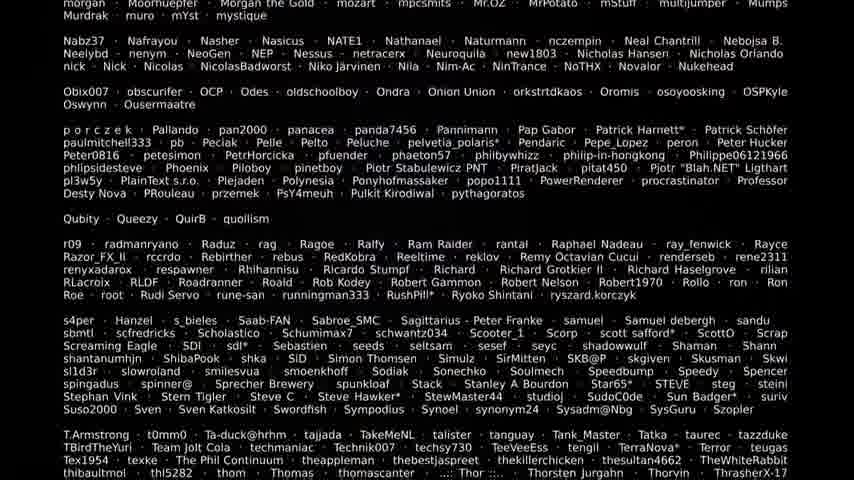 morgan · Moorhuepfer · Morgan the Gold · mozart · mpcsmits · Mr.OZ · MrPotato · mStuff · multijumper · Mumps
Murdrak · muro · mYst · mystique
Nabz37 · Nafrayou · Nasher · Nasicus · NATE1 · Nathanael · Naturmann · nczempin · Neal Chantrill · Nebojsa B.
Neelybd · nenym · NeoGen · NEP · Nessus · netracerx · Neuroquila · new1803 · Nicholas Hansen · Nicholas Orlando
nick · Nick · Nicolas · NicolasBadworst · Niko Järvinen · Nila · Nim-Ac · NinTrance · NoTHX · Novalor · Nukehead
Obix007 · obscurifer · OCP · Odes · oldschoolboy · Ondra · Onion Union · orkstrtdkaos · Oromis · osoyoosking · OSPKyle
Oswynn · Ousermaatre
p o r c z e k · Pallando · pan2000 · panacea · panda7456 · Pannimann · Pap Gabor · Patrick Harnett* · Patrick Schöfer
paulmitchell333 · pb · Peciak · Pelle · Pelto · Peluche · pelvetia_polaris* · Pendaric · Pepe_Lopez · peron · Peter Hucker
Peter0816 · petesimon · PetrHorcicka · pfuender · phaeton57 · philbywhizz · philip-in-hongkong · Philippe06121966
phlipsidesteve · Phoenix · Piloboy · pinetboy · Piotr Stabulewicz PNT · PiratJack · pitat450 · Pjotr "Blah.NET" Ligthart
pl3w5y · PlainText s.r.o. · Plejaden · Polynesia · Ponyhofmassaker · popo1111 · PowerRenderer · procrastinator · Professor
Desty Nova · PRouleau · przemek · PsY4meuh · Pulkit Kirodiwal · pythagoratos
Qubity · Queezy · QuirB · quollism
r09 · radmanryano · Raduz · rag · Ragoe · Ralfy · Ram Raider · rantal · Raphael Nadeau · ray_fenwick · Rayce
Razor_FX_II · rccrdo · Rebirther · rebus · RedKobra · Reeltime · reklov · Remy Octavian Cucui · renderseb · rene2311
renyxadarox · respawner · Rhihannisu · Ricardo Stumpf · Richard · Richard Grotkier II · Richard Haselgrove · rilian
RLacroix · RLDF · Roadranner · Roald · Rob Kodey · Robert Gammon · Robert Nelson · Robert1970 · Rollo · ron · Ron
Roe · root · Rudi Servo · rune-san · runningman333 · RushPill* · Ryoko Shintani · ryszard.korczyk
s4per · Hanzel · s_bieles · Saab-FAN · Sabroe_SMC · Sagittarius - Peter Franke · samuel · Samuel debergh · sandu
sbmtl · scfredricks · Scholastico · Schumimax7 · schwantz034 · Scooter_1 · Scorp · scott safford* · ScottO · Scrap
Screaming Eagle · SDI · sdl* · Sebastien · seeds · seitsam · sesef · seyc · shadowwulf · Shaman · Shann
shantanumhjn · ShibaPook · shka · SiD · Simon Thomsen · Simulz · SirMitten · SKB@P · skgiven · Skusman · Skwi
sl1d3r · slowroland · smilesvua · smoenkhoff · Sodiak · Sonechko · Soulmech · Speedbump · Speedy · Spencer
spingadus · spinner@ · Sprecher Brewery · spunkloaf · Stack · Stanley A Bourdon · Star65* · STE\/E · steg · steini
Stephan Vink · Stern Tigler · Steve C · Steve Hawker* · StewMaster44 · studioJ · SudoC0de · Sun Badger* · suriv
Suso2000 · Sven · Sven Katkosilt · Swordfish · Sympodius · Synoel · synonym24 · Sysadm@Nbg · SysGuru · Szopler
T.Armstrong · t0mm0 · Ta-duck@hrhm · tajjada · TakeMeNL · talister · tanguay · Tank_Master · Tatka · taurec · tazzduke
TBirdTheYuri · Team Jolt Cola · techmaniac · Technik007 · techsy730 · TeeVeeEss · tengil · TerraNova* · Terror · teugas
Tex1954 · texke · The Phil Continuum · theappleman · thebestjaspreet · thekillerchicken · thesultan4662 · TheWhiteRabbit
thibaultmol · thl5282 · thom · Thomas · thomascanter · ..:: Thor ::.. · Thorsten Jurgahn · Thorvin · ThrasherX-17